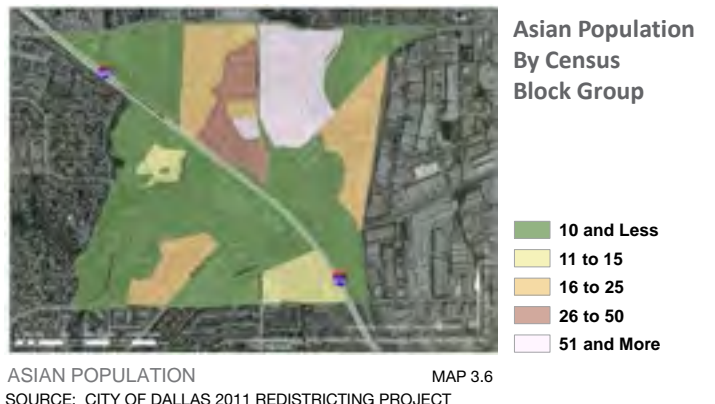 Asian Population
By Census
Block Group
10 and Less
11 to 15
16 to 25
26 to 50
51 and More
ASIAN POPULATION
MAP 3.6
SOURCE: CITY OF DALLAS 2011 REDISTRICTING PROJECT